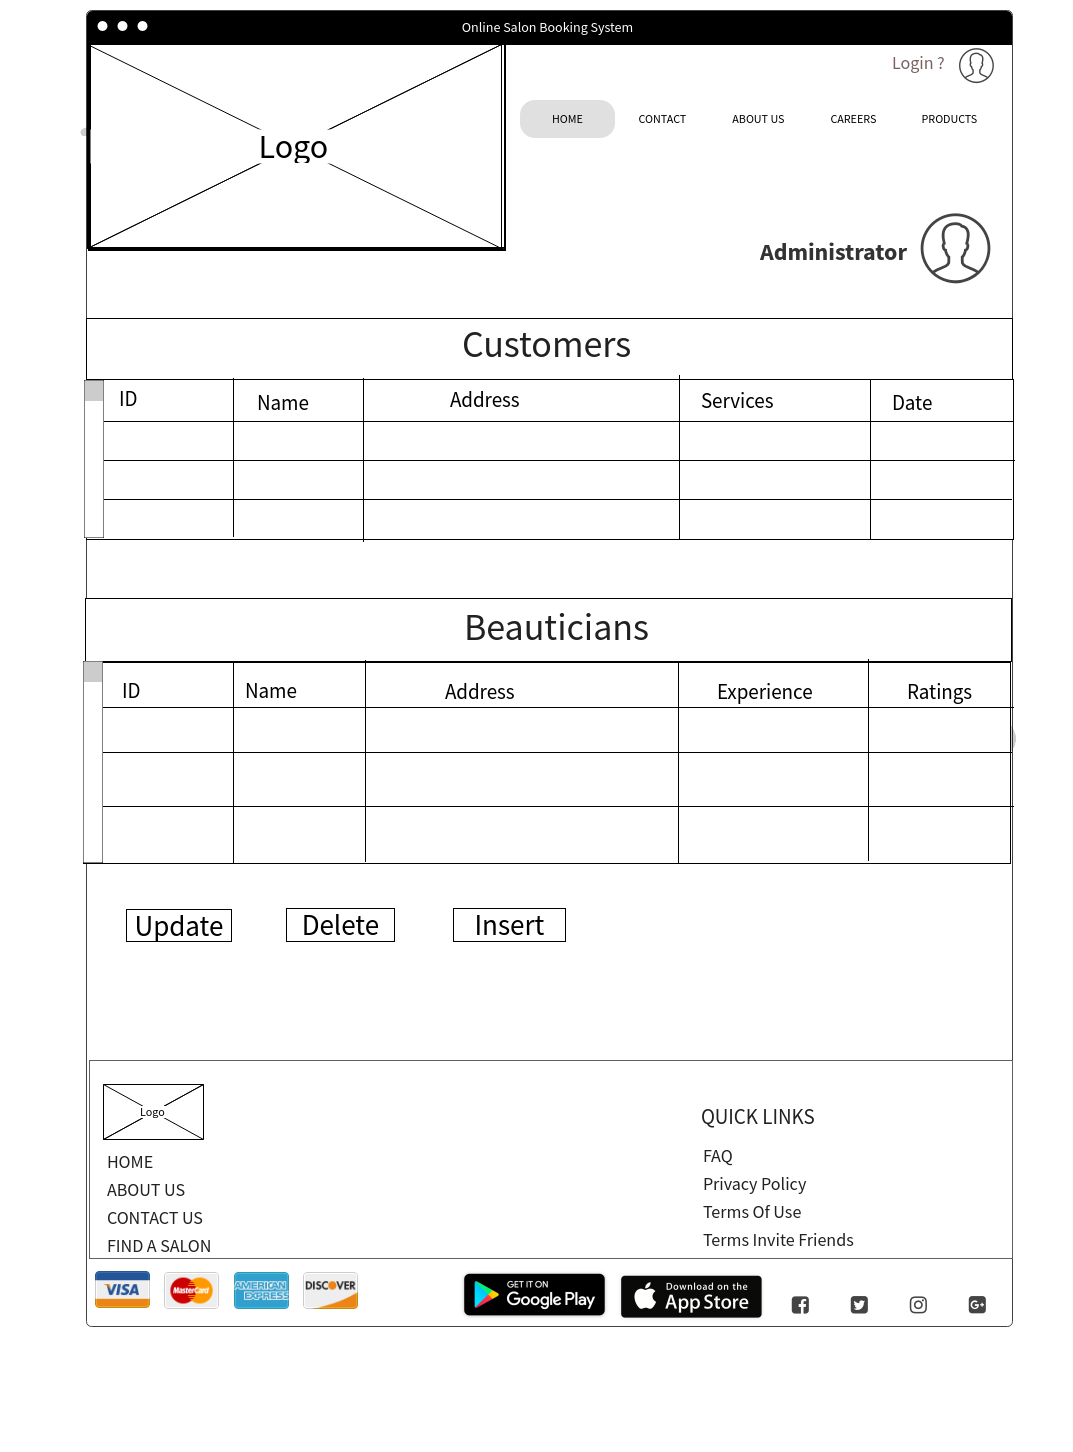 Online Salon Booking System
Login ?
Logo
HOME CONTACT ABOUT US CAREERS PRODUCTS
Administrator
Customers
ID Name Address Services Date
Beauticians
ID Name Address Experience Ratings
Update Delete Insert
Logo
HOME
ABOUT US
CONTACT US
FIND A SALON
QUICK LINKS
FAQ
Privacy Policy
Terms Of Use
Terms Invite Friends
VISA MasterCard AMERICAN EXPRESS DISCOVER
GET IT ON
Google Play
Download on the
App Store
G+